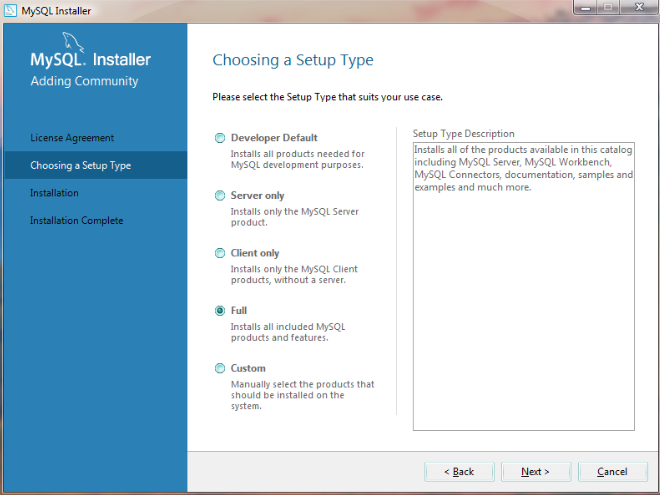 MySQL Installer
MySQL. Installer
Adding Community
License Agreement
Choosing a Setup Type
Installation
Installation Complete
Choosing a Setup Type
Please select the Setup Type that suits your use case.
Developer Default
Installs all products needed for
MySQL development purposes.
Server only
Installs only the MySQL Server
product.
Client only
Installs only the MySQL Client
products, without a server.
Full
Installs all included MySQL
products and features.
Custom
Manually select the products that
should be installed on the
system.
Setup Type Description
Installs all of the products available in this catalog
including MySQL Server, MySQL Workbench,
MySQL Connectors, documentation, samples and
examples and much more.
< Back
Next >
Cancel